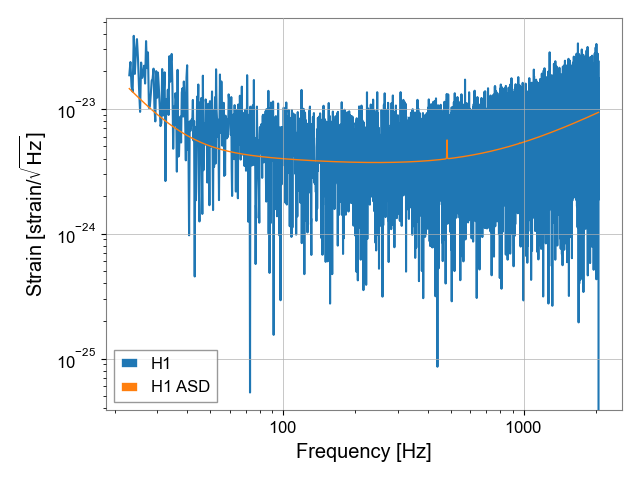 10⁻²³
10⁻²⁴
10⁻²⁵
Strain [strain/√Hz]
H1
H1 ASD
100
1000
Frequency [Hz]